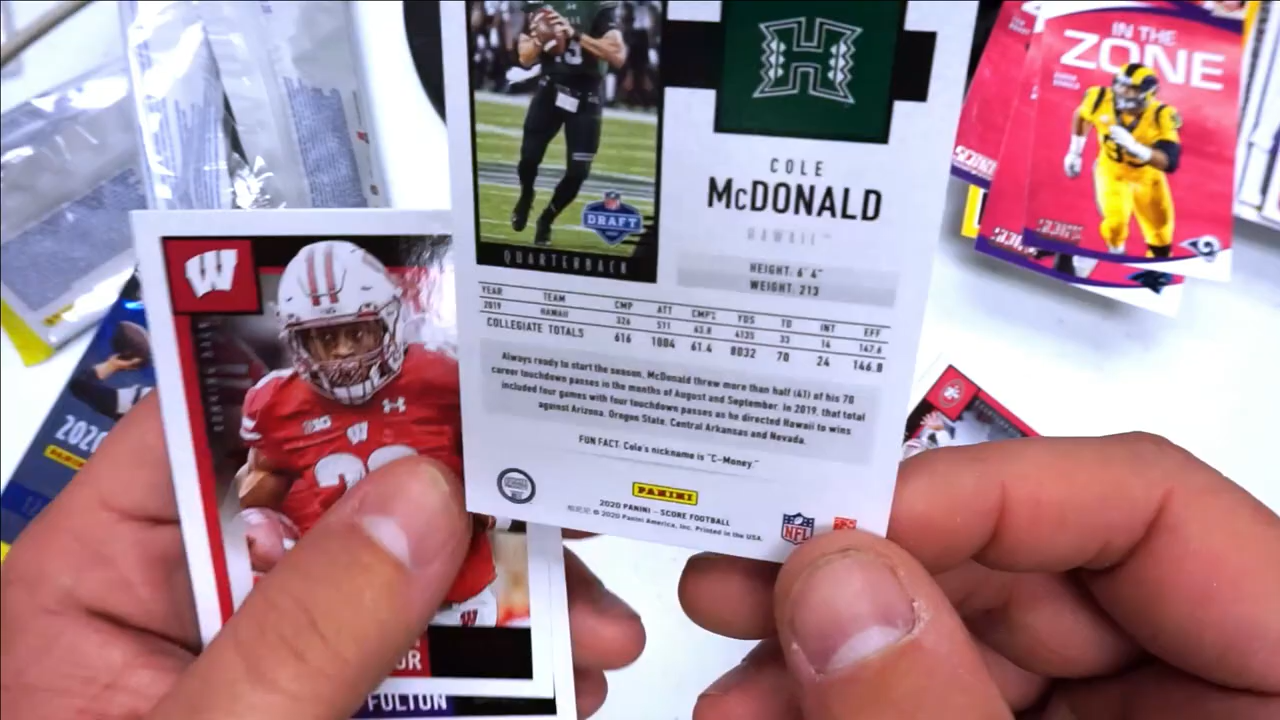 IN THE
ZONE
SCORE
H
COLE
McDONALD
HAWAII
DRAFT
QUARTERBACK
HEIGHT: 6' 4"
WEIGHT: 213
YEAR TEAM CMP ATT CMP% YDS TD INT EFF
2019 HAWAII 326 511 63.8 4135 33 14 147.6
COLLEGIATE TOTALS 616 1004 61.4 8032 70 24 146.8
Always ready to start the season, McDonald threw more than half (41) of his 70
career touchdown passes in the months of August and September. In 2019, that total
included four games with four touchdown passes as he directed Hawaii to wins
against Arizona, Oregon State, Central Arkansas and Nevada.
FUN FACT: Cole's nickname is "C-Money."
PANINI
2020 PANINI – SCORE FOOTBALL
© 2020 Panini America, Inc. Printed in the USA.
NFL
W
W
2020
PANINI
OR
FULTON